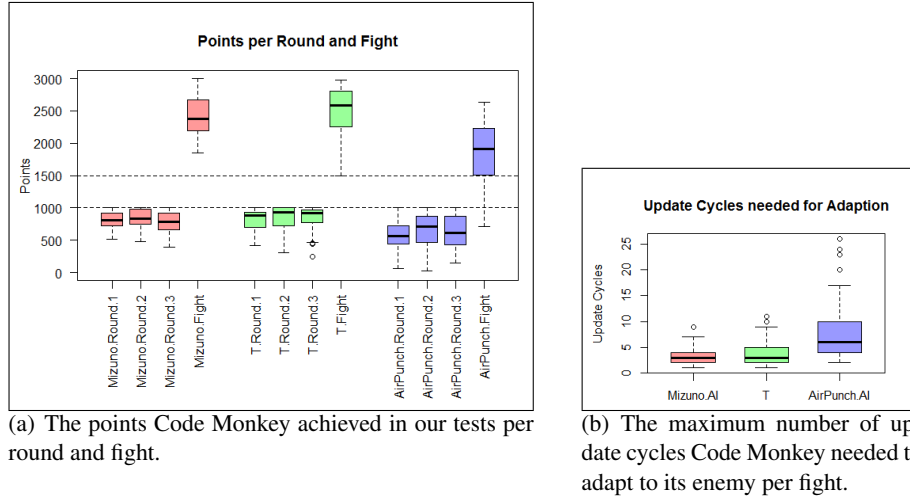 Points per Round and Fight
Points
3000
2500
2000
1500
1000
500
0
Mizuno.Round.1
Mizuno.Round.2
Mizuno.Round.3
Mizuno.Fight
T.Round.1
T.Round.2
T.Round.3
T.Fight
AirPunch.Round.1
AirPunch.Round.2
AirPunch.Round.3
AirPunch.Fight
(a) The points Code Monkey achieved in our tests per
round and fight.
Update Cycles needed for Adaption
Update Cycles
25
20
15
10
5
0
Mizuno.AI
T
AirPunch.AI
(b) The maximum number of up
date cycles Code Monkey needed t
adapt to its enemy per fight.